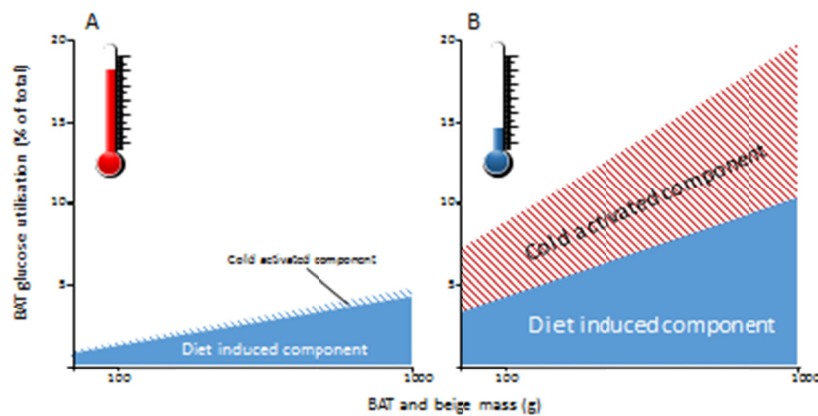 A
B
BAT glucose utilisation (% of total)
20
15
10
5
Cold activated component
Diet induced component
100
1000
20
15
10
5
Cold activated component
Diet induced component
100
1000
BAT and beige mass (g)